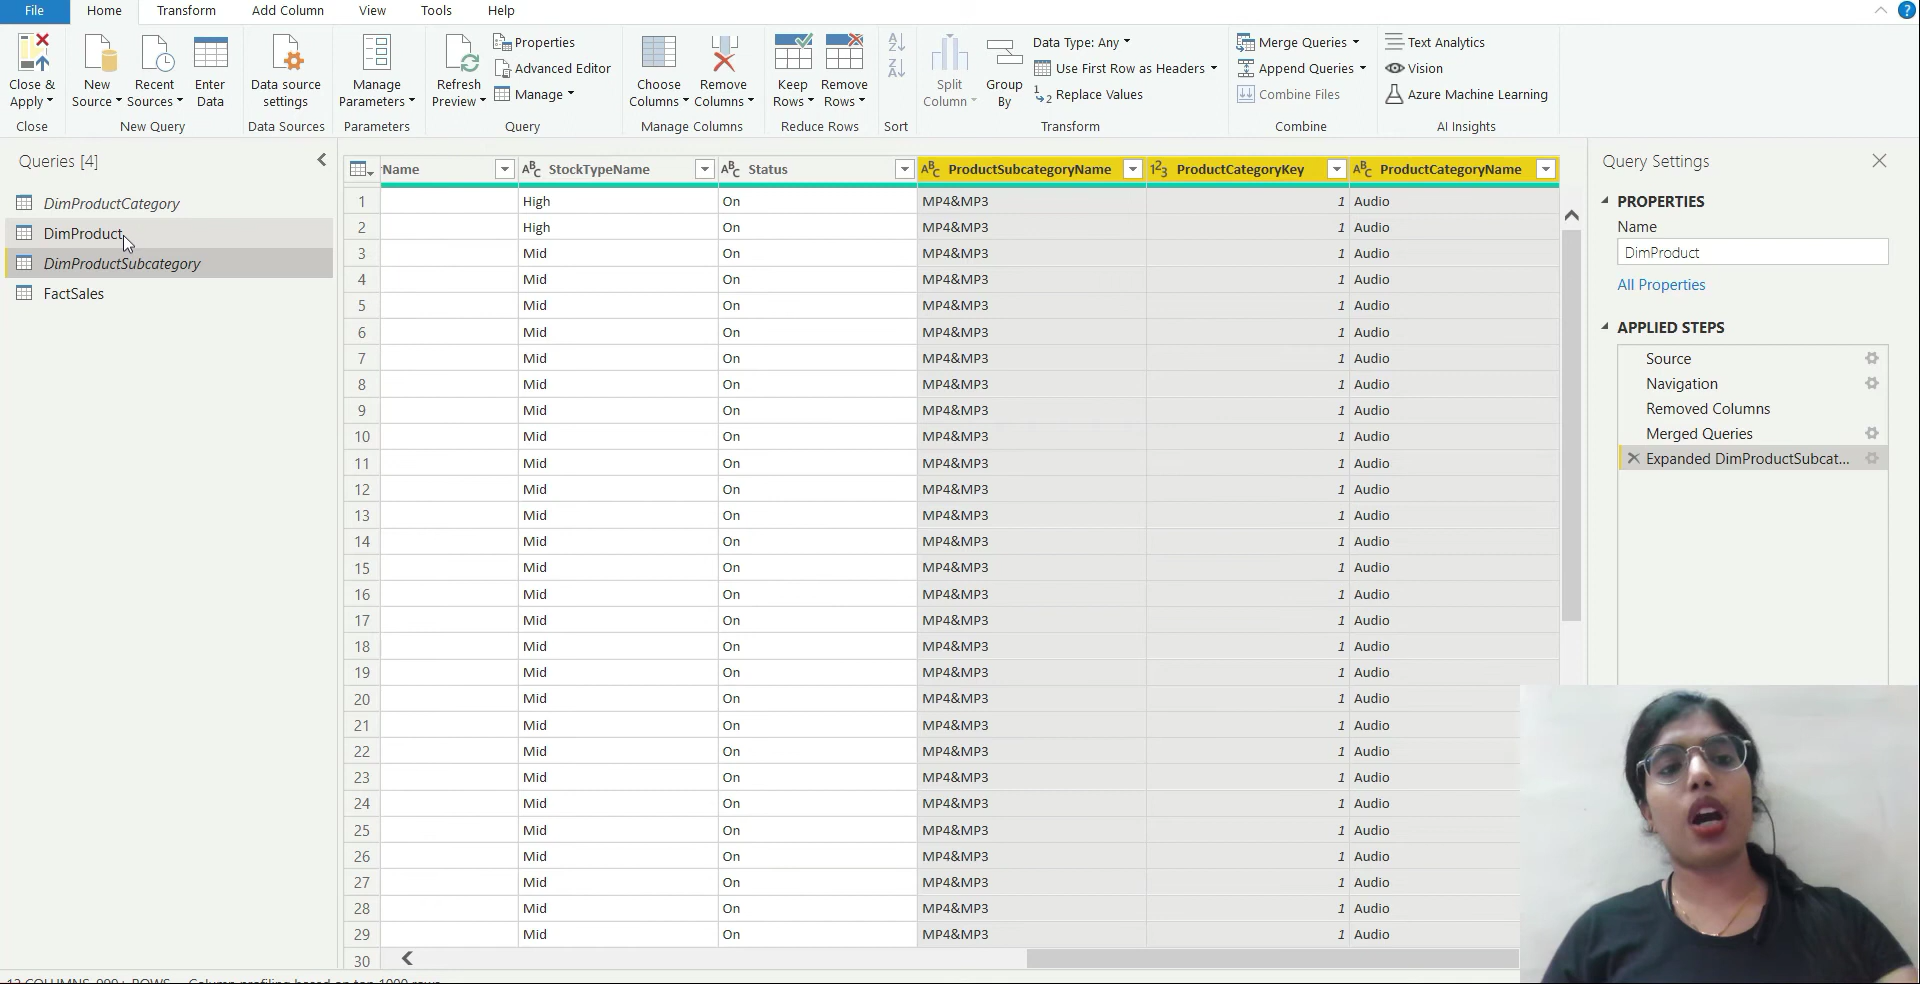 File Home Transform Add Column View Tools Help
Close & Apply New Source Recent Sources Enter Data Data source settings Manage Parameters Refresh Preview Properties Advanced Editor Manage Choose Columns Remove Columns Keep Rows Remove Rows Split Column Group By Data Type: Any Use First Row as Headers Replace Values Merge Queries Append Queries Combine Files Text Analytics Vision Azure Machine Learning
Close New Query Data Sources Parameters Query Manage Columns Reduce Rows Sort Transform Combine AI Insights
Queries [4]
DimProductCategory
DimProduct
DimProductSubcategory
FactSales
Name StockTypeName Status ProductSubcategoryName ProductCategoryKey ProductCategoryName
1 High On MP4&MP3 1 Audio
2 High On MP4&MP3 1 Audio
3 Mid On MP4&MP3 1 Audio
4 Mid On MP4&MP3 1 Audio
5 Mid On MP4&MP3 1 Audio
6 Mid On MP4&MP3 1 Audio
7 Mid On MP4&MP3 1 Audio
8 Mid On MP4&MP3 1 Audio
9 Mid On MP4&MP3 1 Audio
10 Mid On MP4&MP3 1 Audio
11 Mid On MP4&MP3 1 Audio
12 Mid On MP4&MP3 1 Audio
13 Mid On MP4&MP3 1 Audio
14 Mid On MP4&MP3 1 Audio
15 Mid On MP4&MP3 1 Audio
16 Mid On MP4&MP3 1 Audio
17 Mid On MP4&MP3 1 Audio
18 Mid On MP4&MP3 1 Audio
19 Mid On MP4&MP3 1 Audio
20 Mid On MP4&MP3 1 Audio
21 Mid On MP4&MP3 1 Audio
22 Mid On MP4&MP3 1 Audio
23 Mid On MP4&MP3 1 Audio
24 Mid On MP4&MP3 1 Audio
25 Mid On MP4&MP3 1 Audio
26 Mid On MP4&MP3 1 Audio
27 Mid On MP4&MP3 1 Audio
28 Mid On MP4&MP3 1 Audio
29 Mid On MP4&MP3 1 Audio
30
Query Settings
PROPERTIES
Name
DimProduct
All Properties
APPLIED STEPS
Source
Navigation
Removed Columns
Merged Queries
Expanded DimProductSubcat...